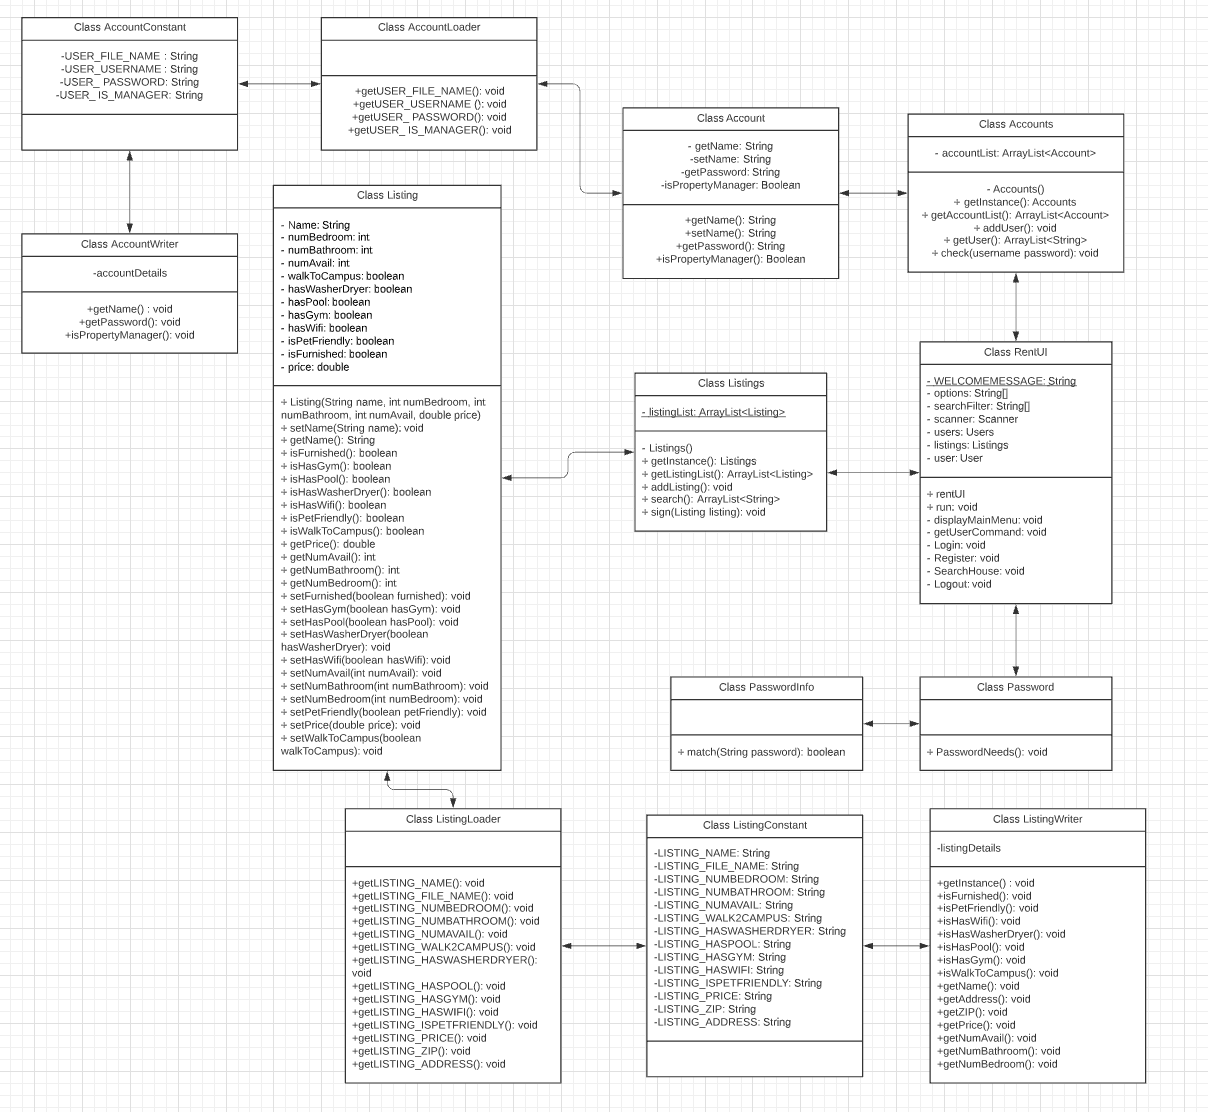 Class AccountConstant
-USER_FILE_NAME : String
-USER_USERNAME : String
-USER_ PASSWORD: String
-USER_ IS_MANAGER: String
Class AccountLoader
+getUSER_FILE_NAME(): void
+getUSER_USERNAME (): void
+getUSER_ PASSWORD(): void
+getUSER_ IS_MANAGER(): void
Class Account
- getName: String
-setName: String
-getPassword: String
-isPropertyManager: Boolean
+getName(): String
+setName(): String
+getPassword(): String
+isPropertyManager(): Boolean
Class Accounts
- accountList: ArrayList<Account>
- Accounts()
+ getInstance(): Accounts
+ getAccountList(): ArrayList<Account>
+ addUser(): void
+ getUser(): ArrayList<String>
+ check(username password): void
Class AccountWriter
-accountDetails
+getName() : void
+getPassword(): void
+isPropertyManager(): void
Class Listing
- Name: String
- numBedroom: int
- numBathroom: int
- numAvail: int
- walkToCampus: boolean
- hasWasherDryer: boolean
- hasPool: boolean
- hasGym: boolean
- hasWifi: boolean
- isPetFriendly: boolean
- isFurnished: boolean
- price: double
+ Listing(String name, int numBedroom, int
numBathroom, int numAvail, double price)
+ setName(String name): void
+ getName(): String
+ isFurnished(): boolean
+ isHasGym(): boolean
+ isHasPool(): boolean
+ isHasWasherDryer(): boolean
+ isHasWifi(): boolean
+ isPetFriendly(): boolean
+ isWalkToCampus(): boolean
+ getPrice(): double
+ getNumAvail(): int
+ getNumBathroom(): int
+ getNumBedroom(): int
+ setFurnished(boolean furnished): void
+ setHasGym(boolean hasGym): void
+ setHasPool(boolean hasPool): void
+ setHasWasherDryer(boolean
hasWasherDryer): void
+ setHasWifi(boolean hasWifi): void
+ setNumAvail(int numAvail): void
+ setNumBathroom(int numBathroom): void
+ setNumBedroom(int numBedroom): void
+ setPetFriendly(boolean petFriendly): void
+ setPrice(double price): void
+ setWalkToCampus(boolean
walkToCampus): void
Class Listings
- listingList: ArrayList<Listing>
- Listings()
+ getInstance(): Listings
+ getListingList(): ArrayList<Listing>
+ addListing(): void
+ search(): ArrayList<String>
+ sign(Listing listing): void
Class RentUI
- WELCOMEMESSAGE: String
- options: String[]
- searchFilter: String[]
- scanner: Scanner
- users: Users
- listings: Listings
- user: User
+ rentUI
+ run: void
- displayMainMenu: void
- getUserCommand: void
- Login: void
- Register: void
- SearchHouse: void
- Logout: void
Class PasswordInfo
+ match(String password): boolean
Class Password
+ PasswordNeeds(): void
Class ListingLoader
+getLISTING_NAME(): void
+getLISTING_FILE_NAME(): void
+getLISTING_NUMBEDROOM(): void
+getLISTING_NUMBATHROOM(): void
+getLISTING_NUMAVAIL(): void
+getLISTING_WALK2CAMPUS(): void
+getLISTING_HASWASHERDRYER():
void
+getLISTING_HASPOOL(): void
+getLISTING_HASGYM(): void
+getLISTING_HASWIFI(): void
+getLISTING_ISPETFRIENDLY(): void
+getLISTING_PRICE(): void
+getLISTING_ZIP(): void
+getLISTING_ADDRESS(): void
Class ListingConstant
-LISTING_NAME: String
-LISTING_FILE_NAME: String
-LISTING_NUMBEDROOM: String
-LISTING_NUMBATHROOM: String
-LISTING_NUMAVAIL: String
-LISTING_WALK2CAMPUS: String
-LISTING_HASWASHERDRYER: String
-LISTING_HASPOOL: String
-LISTING_HASGYM: String
-LISTING_HASWIFI: String
-LISTING_ISPETFRIENDLY: String
-LISTING_PRICE: String
-LISTING_ZIP: String
-LISTING_ADDRESS: String
Class ListingWriter
-listingDetails
+getInstance() : void
+isFurnished(): void
+isPetFriendly(): void
+isHasWifi(): void
+isHasWasherDryer(): void
+isHasPool(): void
+isHasGym(): void
+isWalkToCampus(): void
+getName(): void
+getAddress(): void
+getZIP(): void
+getPrice(): void
+getNumAvail(): void
+getNumBathroom(): void
+getNumBedroom(): void